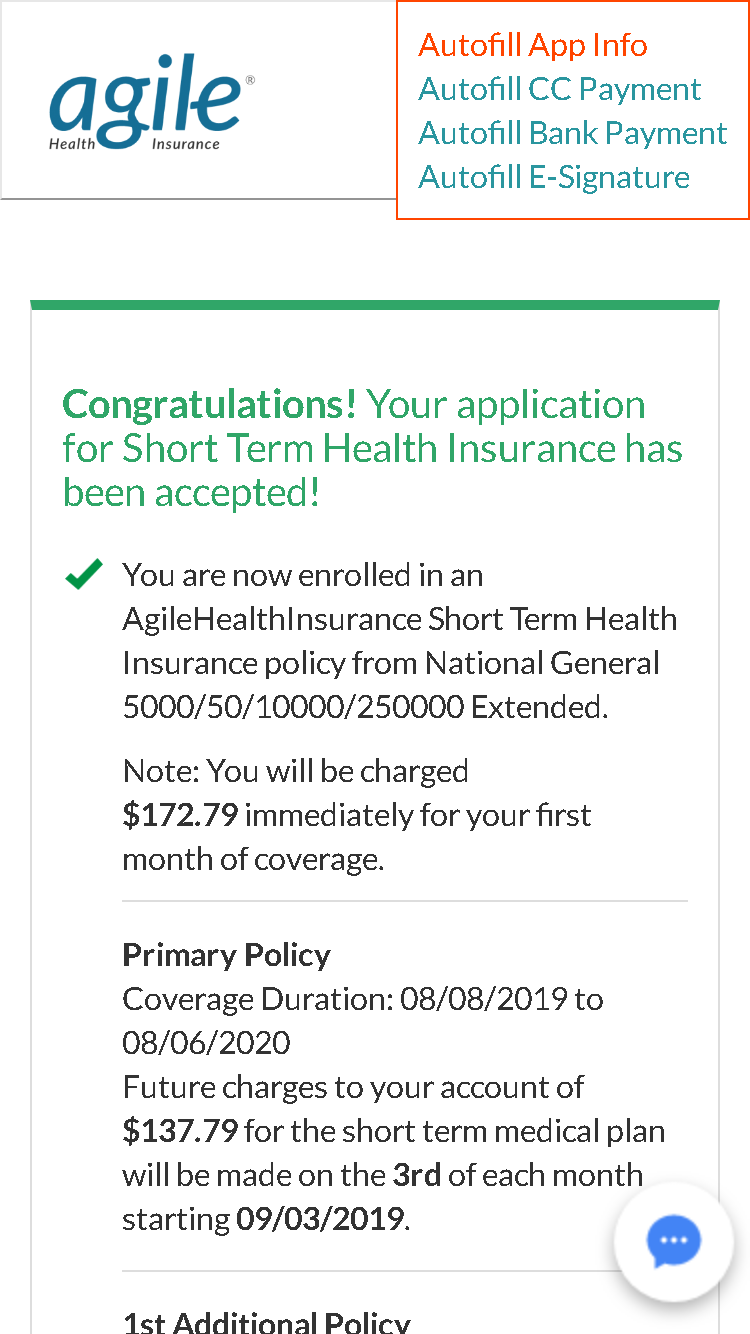 agile®
Health Insurance
Autofill App Info
Autofill CC Payment
Autofill Bank Payment
Autofill E-Signature
Congratulations! Your application
for Short Term Health Insurance has
been accepted!
You are now enrolled in an
AgileHealthInsurance Short Term Health
Insurance policy from National General
5000/50/10000/250000 Extended.
Note: You will be charged
$172.79 immediately for your first
month of coverage.
Primary Policy
Coverage Duration: 08/08/2019 to
08/06/2020
Future charges to your account of
$137.79 for the short term medical plan
will be made on the 3rd of each month
starting 09/03/2019.
1st Additional Policy